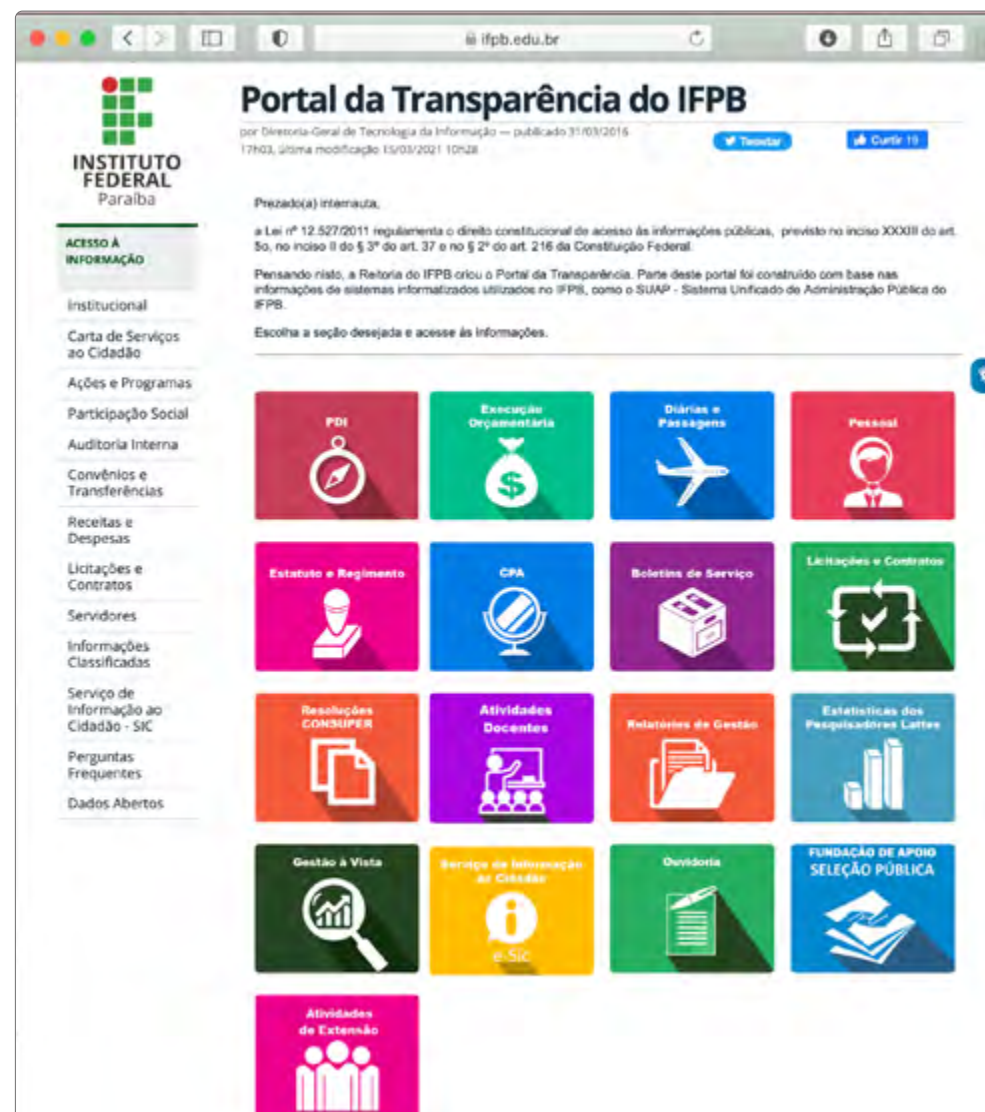 ifpb.edu.br
INSTITUTO
FEDERAL
Paraíba
ACESSO À
INFORMAÇÃO
Institucional
Carta de Serviços
ao Cidadão
Ações e Programas
Participação Social
Auditoria Interna
Convênios e
Transferências
Receitas e
Despesas
Licitações e
Contratos
Servidores
Informações
Classificadas
Serviço de
Informação ao
Cidadão - SIC
Perguntas
Frequentes
Dados Abertos
Portal da Transparência do IFPB
por Diretoria-Geral de Tecnologia da Informação — publicado 31/03/2016
17h03, última modificação 15/03/2021 10h28
Tweetar
Curtir 19
Prezado(a) internauta,
a Lei nº 12.527/2011 regulamenta o direito constitucional de acesso às informações públicas, previsto no inciso XXXIII do art.
5o, no inciso II do § 3º do art. 37 e no § 2º do art. 216 da Constituição Federal.
Pensando nisto, a Reitoria do IFPB criou o Portal da Transparência. Parte deste portal foi construído com base nas
informações de sistemas informatizados utilizados no IFPB, como o SUAP - Sistema Unificado de Administração Pública do
IFPB.
Escolha a seção desejada e acesse às informações.
PDI
Execução
Orçamentária
Diárias e
Passagens
Pessoal
Estatuto e Regimento
CPA
Boletins de Serviço
Licitações e Contratos
Resoluções
CONSUPER
Atividades
Docentes
Relatórios de Gestão
Estatísticas dos
Pesquisadores Lattes
Gestão à Vista
Serviço de Informação
ao Cidadão
e-Sic
Ouvidoria
FUNDAÇÃO DE APOIO
SELEÇÃO PÚBLICA
Atividades
de Extensão